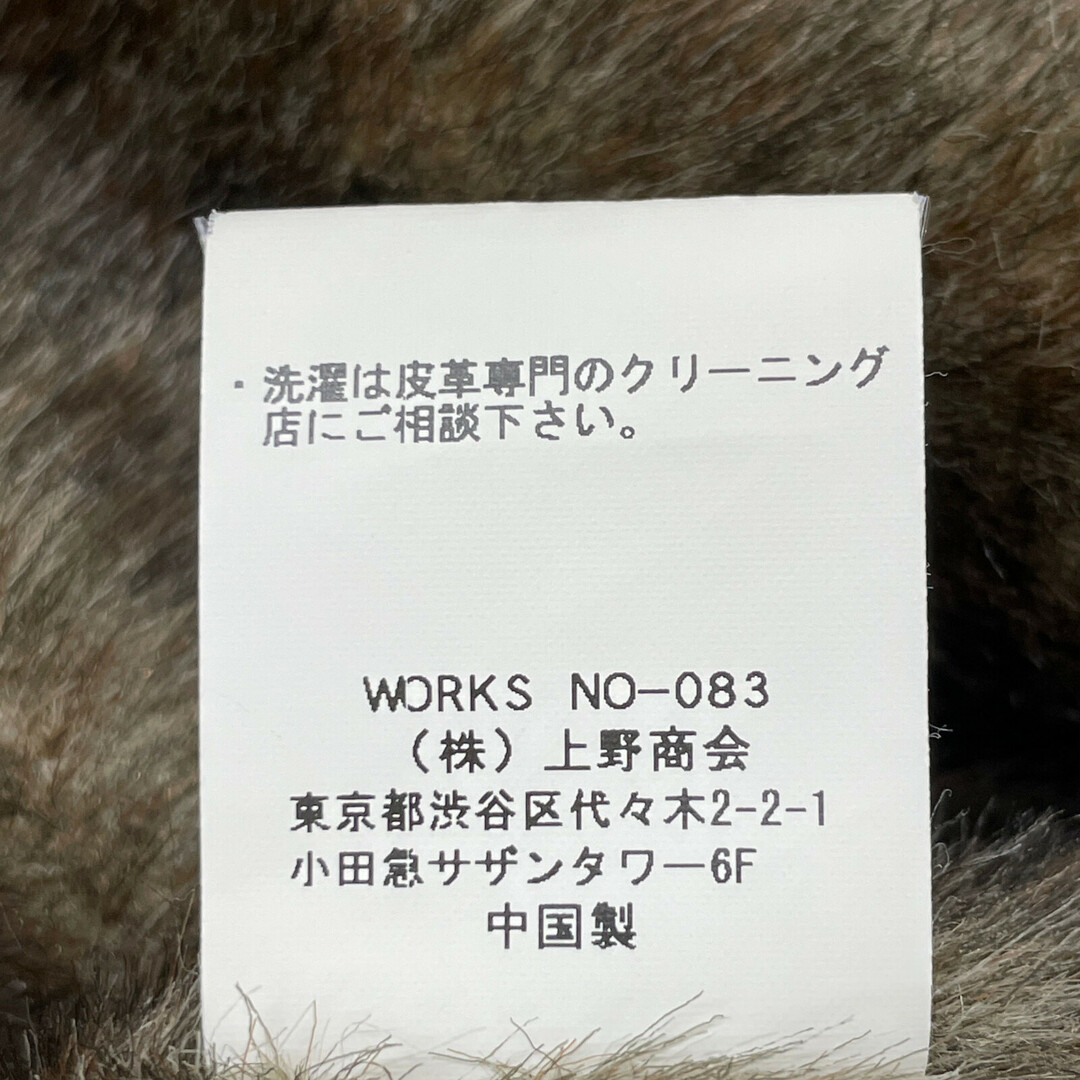 ・洗濯は皮革専門のクリーニング
店にご相談下さい。
WORKS NO-083
(株)上野商会
東京都渋谷区代々木2-2-1
小田急サザンタワー6F
中国製